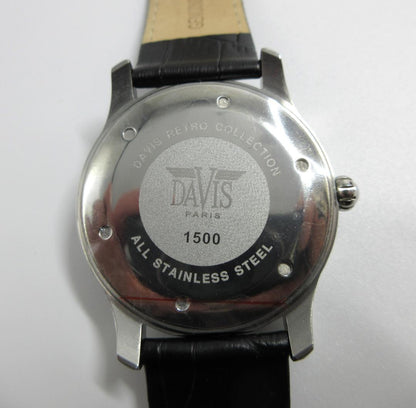 DAVIS RETRO COLLECTION
DAVIS
PARIS
1500
ALL STAINLESS STEEL